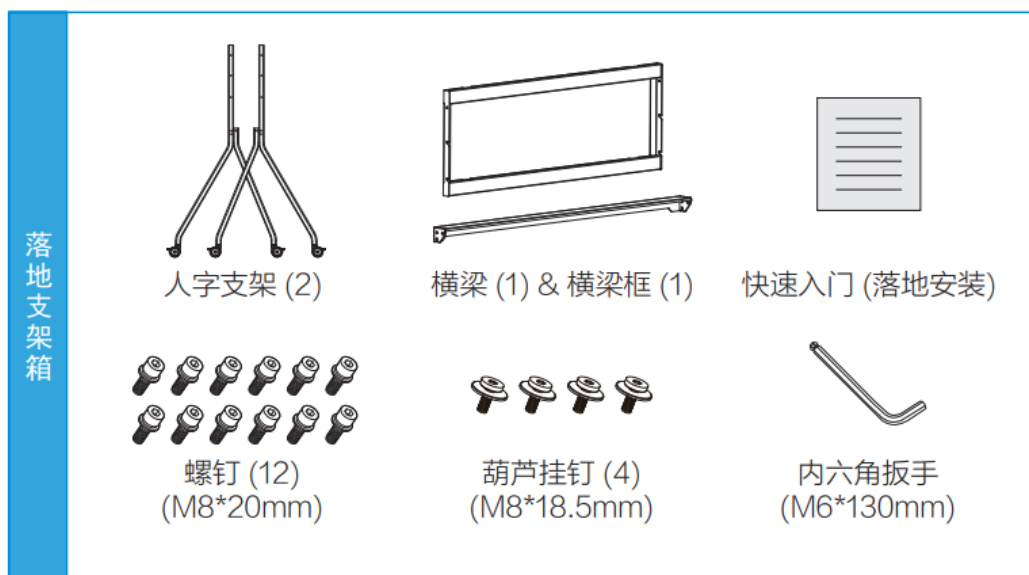 落地支架箱
人字支架 (2)
横梁 (1) & 横梁框 (1)
快速入门 (落地安装)
螺钉 (12)
(M8*20mm)
葫芦挂钉 (4)
(M8*18.5mm)
内六角扳手
(M6*130mm)